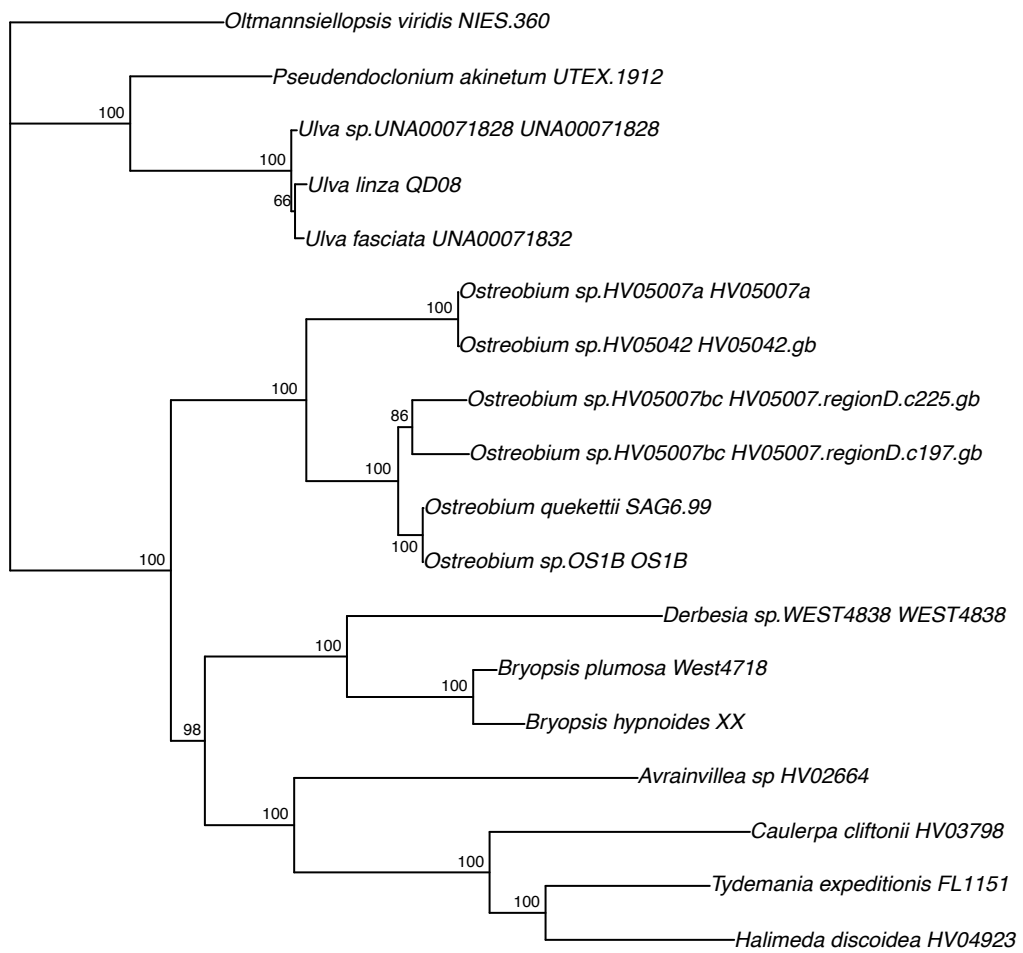 Oltmannsiellopsis viridis NIES.360
Pseudendoclonium akinetum UTEX.1912
100
Ulva sp.UNA00071828 UNA00071828
100
Ulva linza QD08
66
Ulva fasciata UNA00071832
Ostreobium sp.HV05007a HV05007a
100
Ostreobium sp.HV05042 HV05042.gb
100
Ostreobium sp.HV05007bc HV05007.regionD.c225.gb
86
Ostreobium sp.HV05007bc HV05007.regionD.c197.gb
100
Ostreobium quekettii SAG6.99
100
Ostreobium sp.OS1B OS1B
100
Derbesia sp.WEST4838 WEST4838
100
Bryopsis plumosa West4718
100
Bryopsis hypnoides XX
98
Avrainvillea sp HV02664
100
Caulerpa cliftonii HV03798
100
Tydemania expeditionis FL1151
100
Halimeda discoidea HV04923